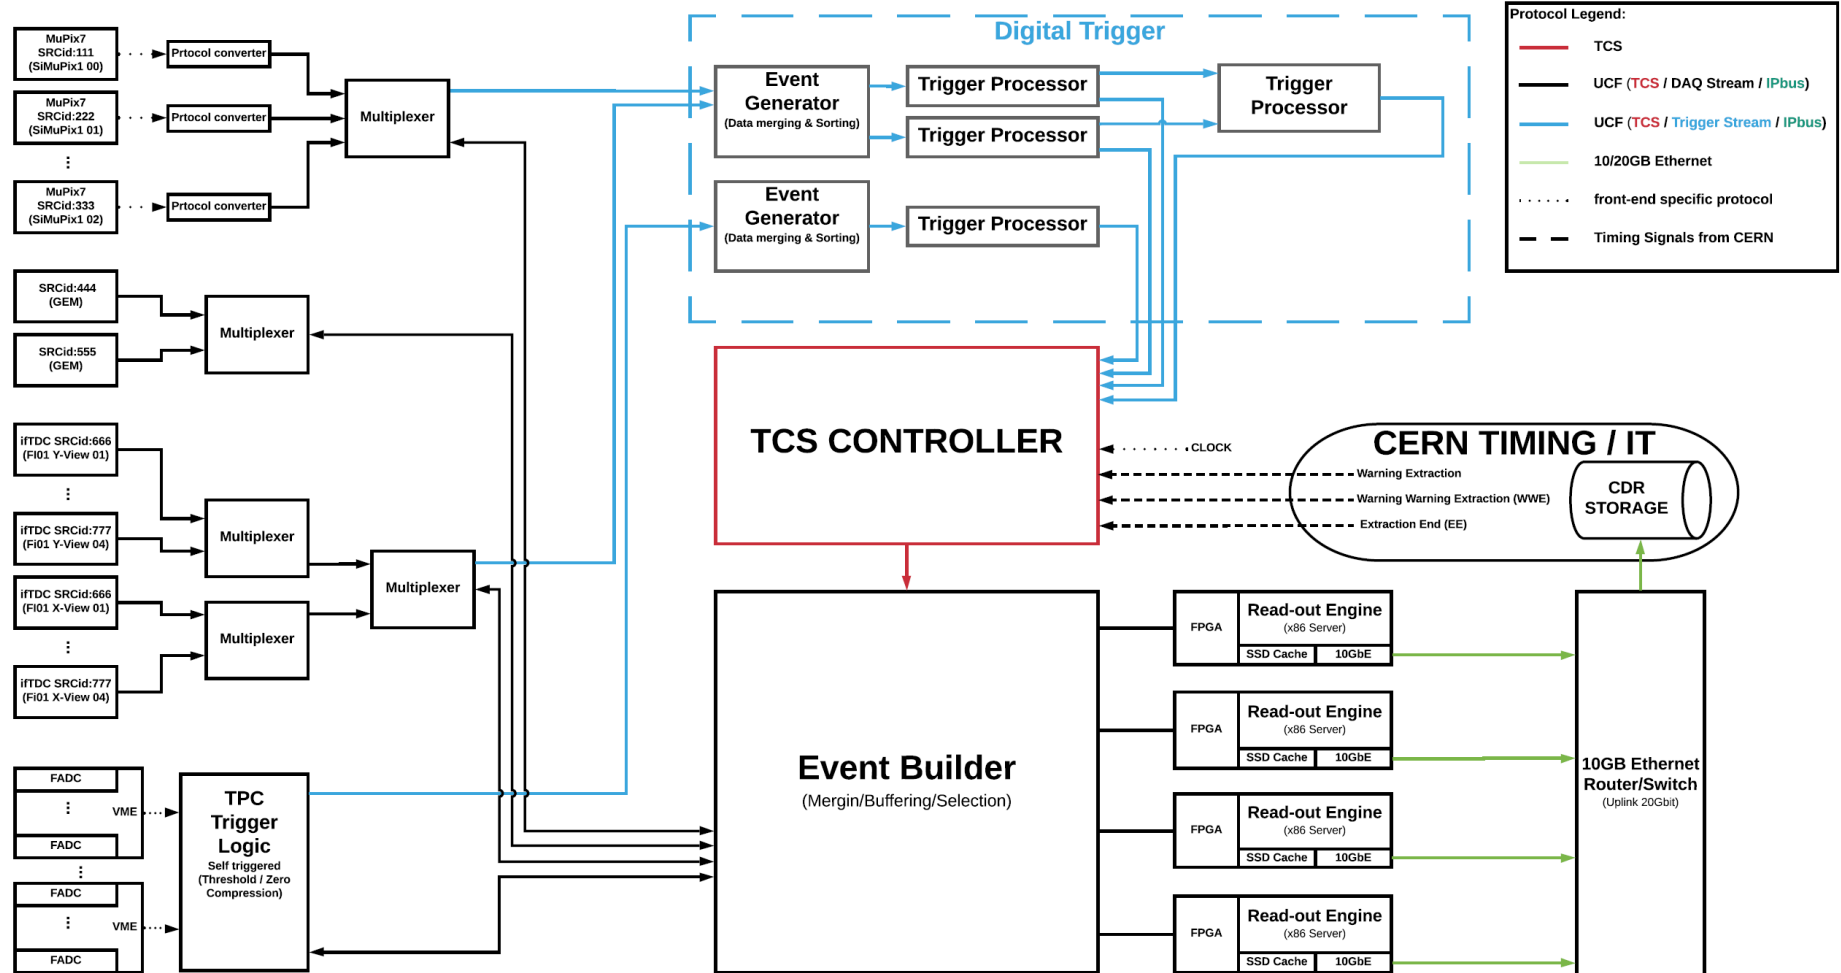 MuPix7
SRCid:111
(SiMuPix1 00)
Prtocol converter
MuPix7
SRCid:222
(SiMuPix1 01)
Prtocol converter
MuPix7
SRCid:333
(SiMuPix1 02)
Prtocol converter
Multiplexer
SRCid:444
(GEM)
SRCid:555
(GEM)
Multiplexer
ifTDC SRCid:666
(FI01 Y-View 01)
ifTDC SRCid:777
(Fi01 Y-View 04)
Multiplexer
ifTDC SRCid:666
(FI01 X-View 01)
ifTDC SRCid:777
(Fi01 X-View 04)
Multiplexer
Multiplexer
FADC
VME
FADC
FADC
VME
FADC
TPC
Trigger
Logic
Self triggered
(Threshold / Zero
Compression)
Digital Trigger
Event
Generator
(Data merging & Sorting)
Trigger Processor
Trigger Processor
Trigger
Processor
Event
Generator
(Data merging & Sorting)
Trigger Processor
TCS CONTROLLER
CLOCK
Warning Extraction
Warning Warning Extraction (WWE)
Extraction End (EE)
CERN TIMING / IT
CDR
STORAGE
Event Builder
(Mergin/Buffering/Selection)
FPGA
Read-out Engine
(x86 Server)
SSD Cache
10GbE
FPGA
Read-out Engine
(x86 Server)
SSD Cache
10GbE
FPGA
Read-out Engine
(x86 Server)
SSD Cache
10GbE
FPGA
Read-out Engine
(x86 Server)
SSD Cache
10GbE
10GB Ethernet
Router/Switch
(Uplink 20Gbit)
Protocol Legend:
TCS
UCF (TCS / DAQ Stream / IPbus)
UCF (TCS / Trigger Stream / IPbus)
10/20GB Ethernet
front-end specific protocol
Timing Signals from CERN